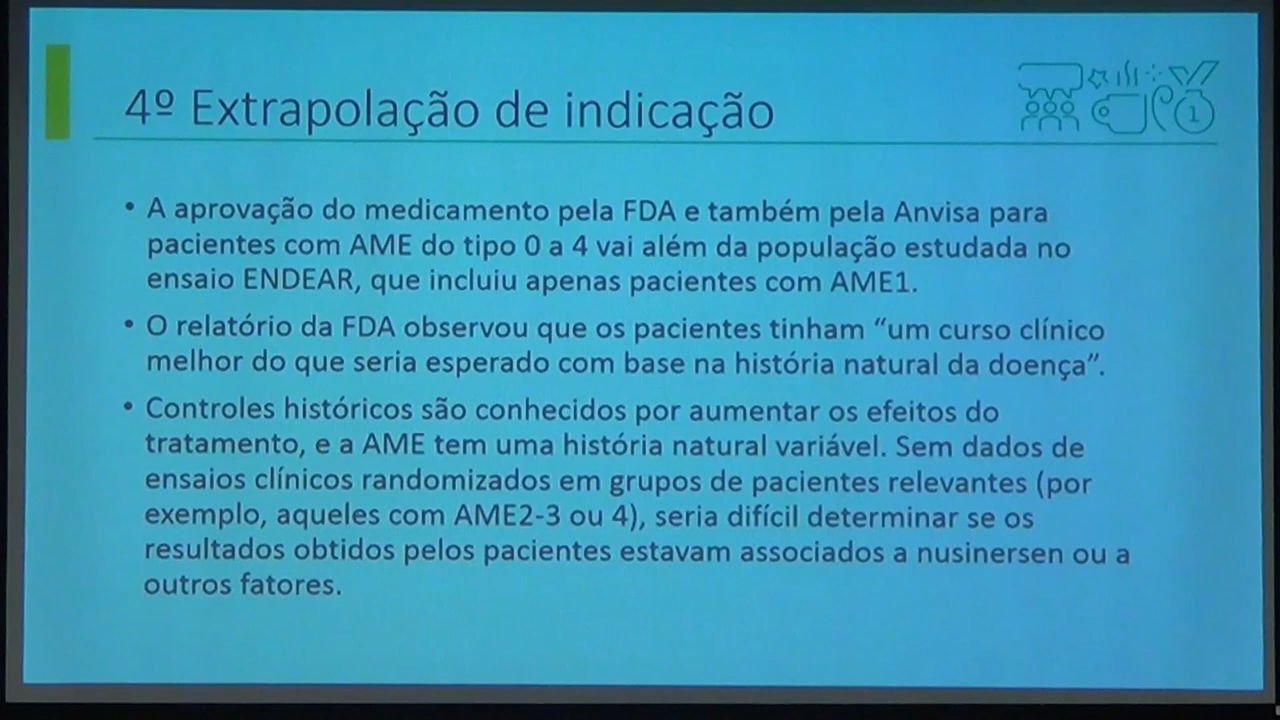 4º Extrapolação de indicação
1
• A aprovação do medicamento pela FDA e também pela Anvisa para
pacientes com AME do tipo 0 a 4 vai além da população estudada no
ensaio ENDEAR, que incluiu apenas pacientes com AME1.
• O relatório da FDA observou que os pacientes tinham “um curso clínico
melhor do que seria esperado com base na história natural da doença”.
• Controles históricos são conhecidos por aumentar os efeitos do
tratamento, e a AME tem uma história natural variável. Sem dados de
ensaios clínicos randomizados em grupos de pacientes relevantes (por
exemplo, aqueles com AME2-3 ou 4), seria difícil determinar se os
resultados obtidos pelos pacientes estavam associados a nusinersen ou a
outros fatores.